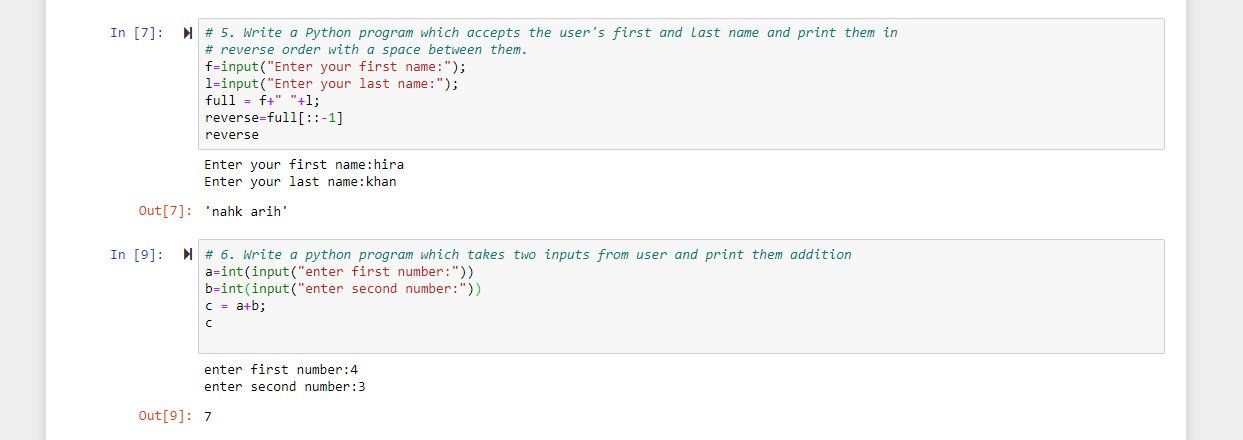 In [7]: # 5. Write a Python program which accepts the user's first and last name and print them in
# reverse order with a space between them.
f=input("Enter your first name:");
l=input("Enter your last name:");
full = f+" "+l;
reverse=full[::-1]
reverse
Enter your first name:hira
Enter your last name:khan
Out[7]: 'nahk arih'
In [9]: # 6. Write a python program which takes two inputs from user and print them addition
a=int(input("enter first number:"))
b=int(input("enter second number:"))
c = a+b;
c
enter first number:4
enter second number:3
Out[9]: 7